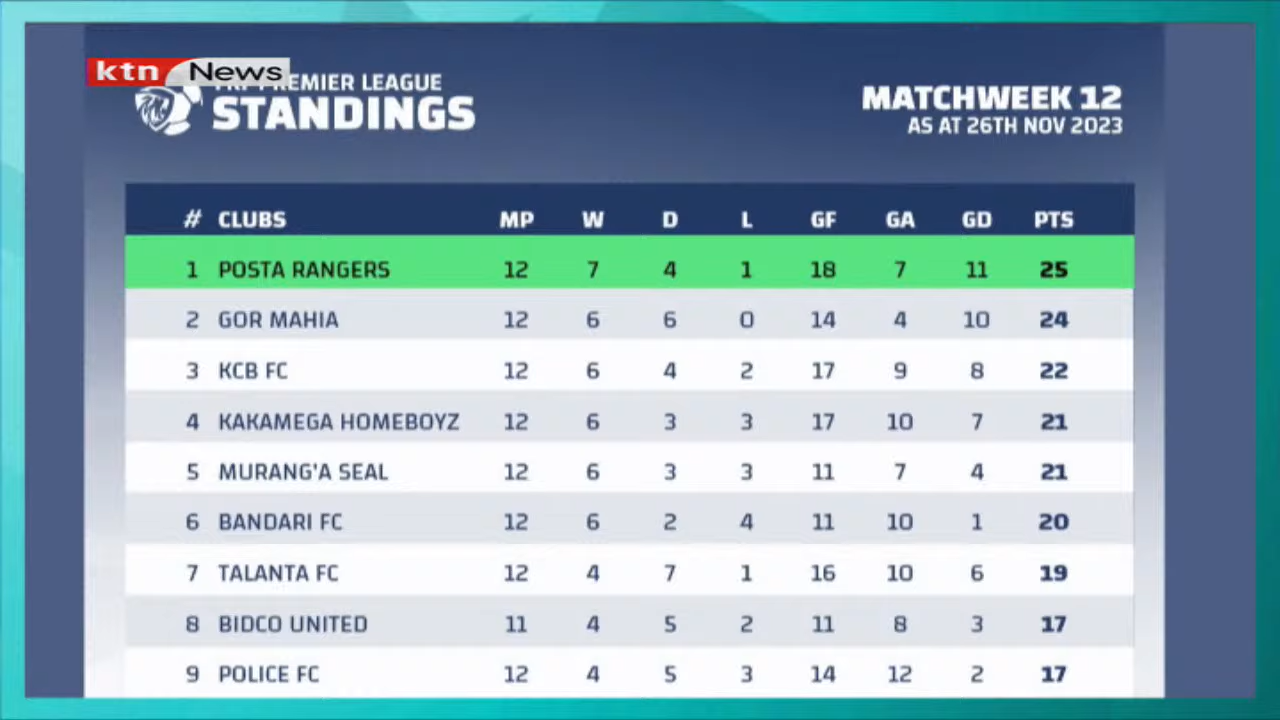 ktn News
PREMIER LEAGUE
STANDINGS
MATCHWEEK 12
AS AT 26TH NOV 2023
# CLUBS MP W D L GF GA GD PTS
1 POSTA RANGERS 12 7 4 1 18 7 11 25
2 GOR MAHIA 12 6 6 0 14 4 10 24
3 KCB FC 12 6 4 2 17 9 8 22
4 KAKAMEGA HOMEBOYZ 12 6 3 3 17 10 7 21
5 MURANG'A SEAL 12 6 3 3 11 7 4 21
6 BANDARI FC 12 6 2 4 11 10 1 20
7 TALANTA FC 12 4 7 1 16 10 6 19
8 BIDCO UNITED 11 4 5 2 11 8 3 17
9 POLICE FC 12 4 5 3 14 12 2 17